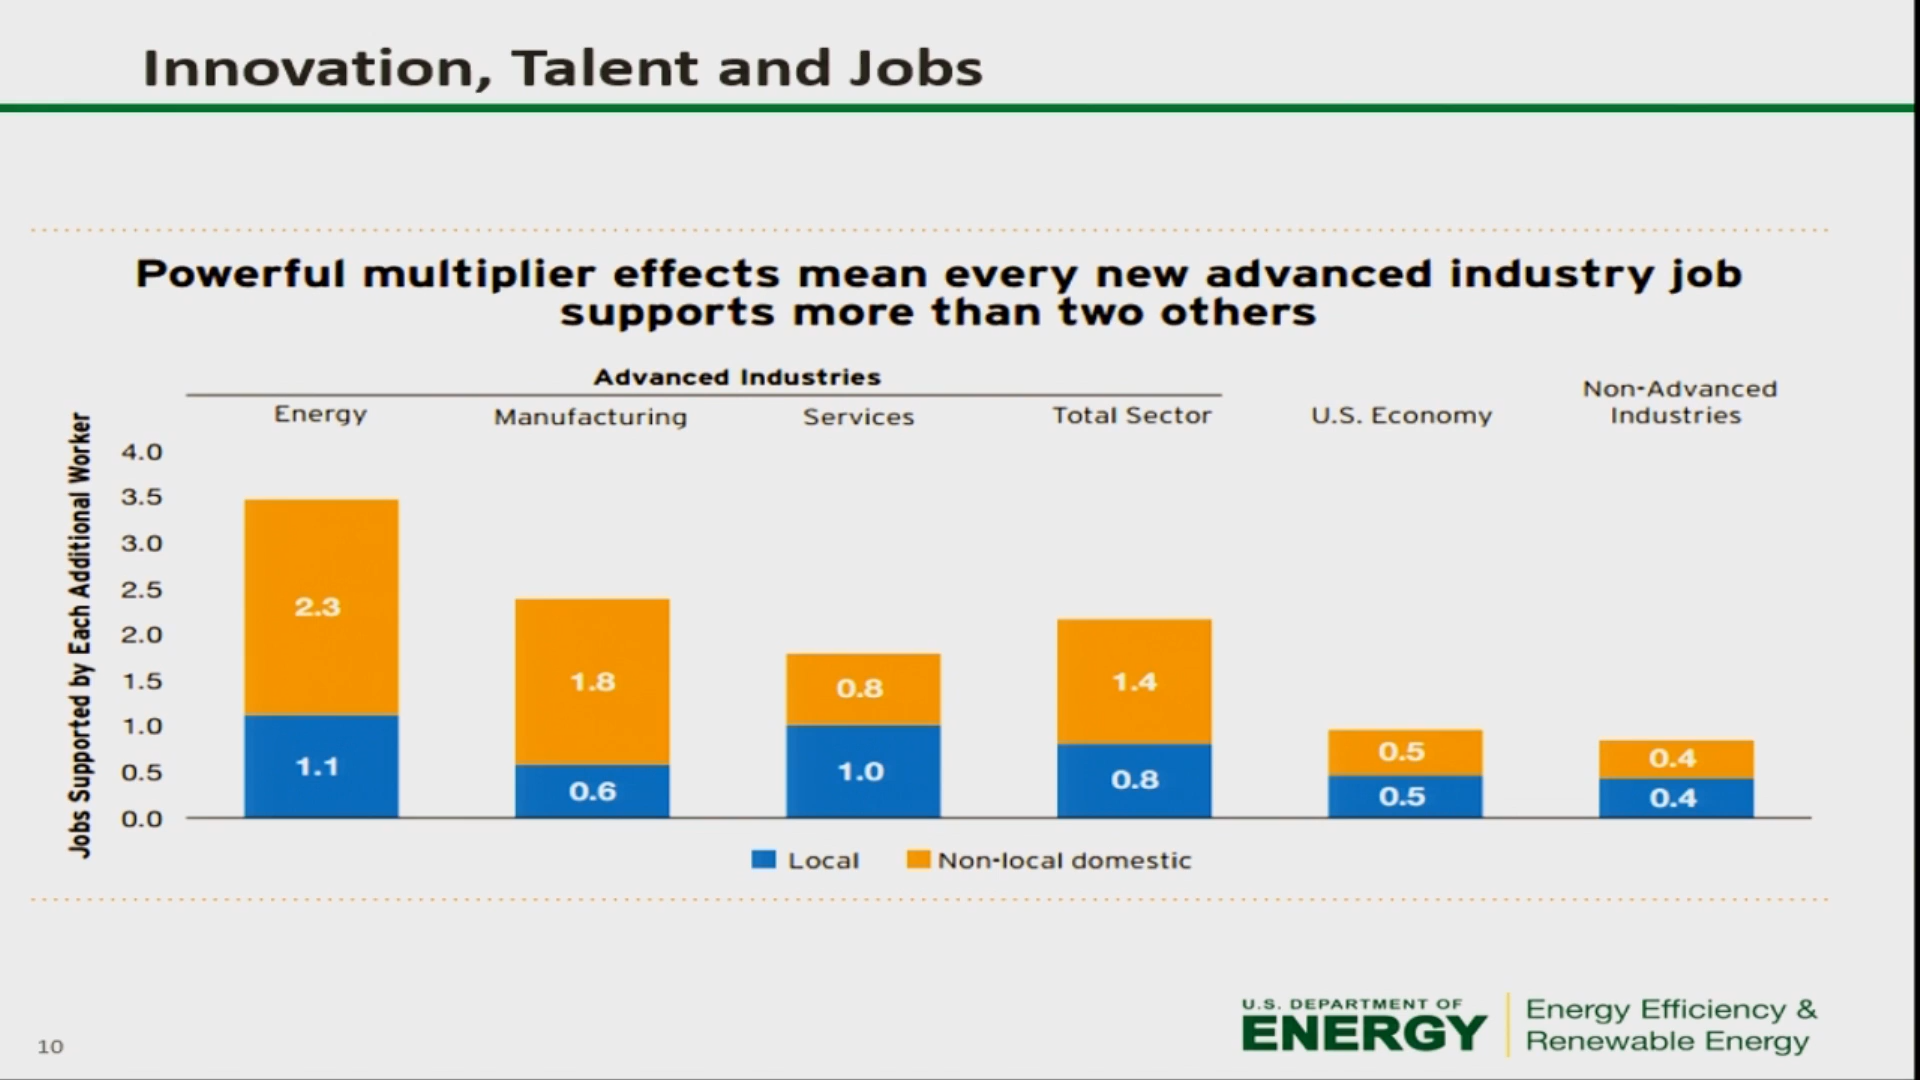 Innovation, Talent and Jobs
Powerful multiplier effects mean every new advanced industry job
supports more than two others
Advanced Industries
Energy
Manufacturing
Services
Total Sector
U.S. Economy
Non-Advanced
Industries
Jobs Supported by Each Additional Worker
4.0
3.5
3.0
2.5
2.0
1.5
1.0
0.5
0.0
2.3
1.1
1.8
0.6
0.8
1.0
1.4
0.8
0.5
0.5
0.4
0.4
Local
Non-local domestic
10
U.S. DEPARTMENT OF
ENERGY
Energy Efficiency &
Renewable Energy